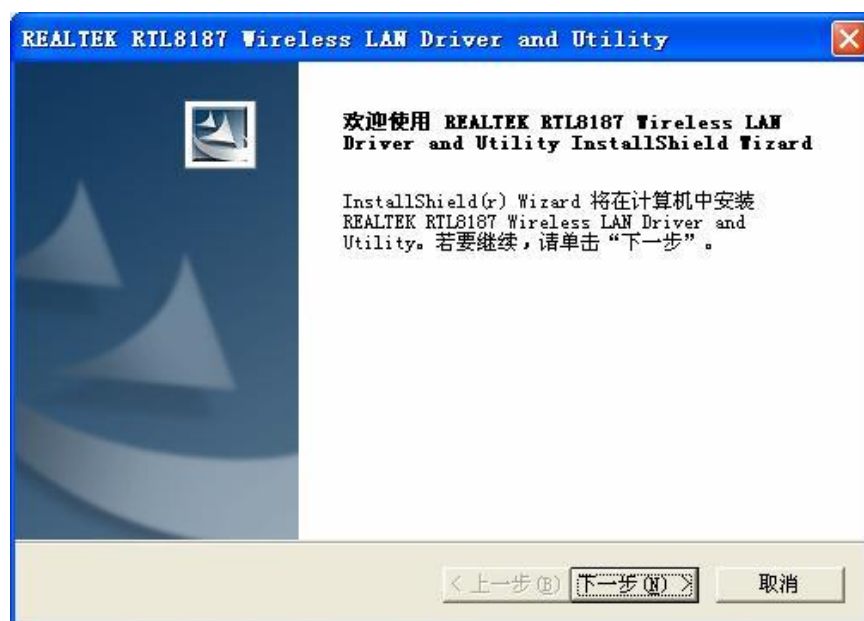 REALTEK RTL8187 Wireless LAN Driver and Utility
欢迎使用 REALTEK RTL8187 Wireless LAN
Driver and Utility InstallShield Wizard
InstallShield(r) Wizard 将在计算机中安装
REALTEK RTL8187 Wireless LAN Driver and
Utility。若要继续，请单击“下一步”。
< 上一步(B) 下一步(N) > 取消